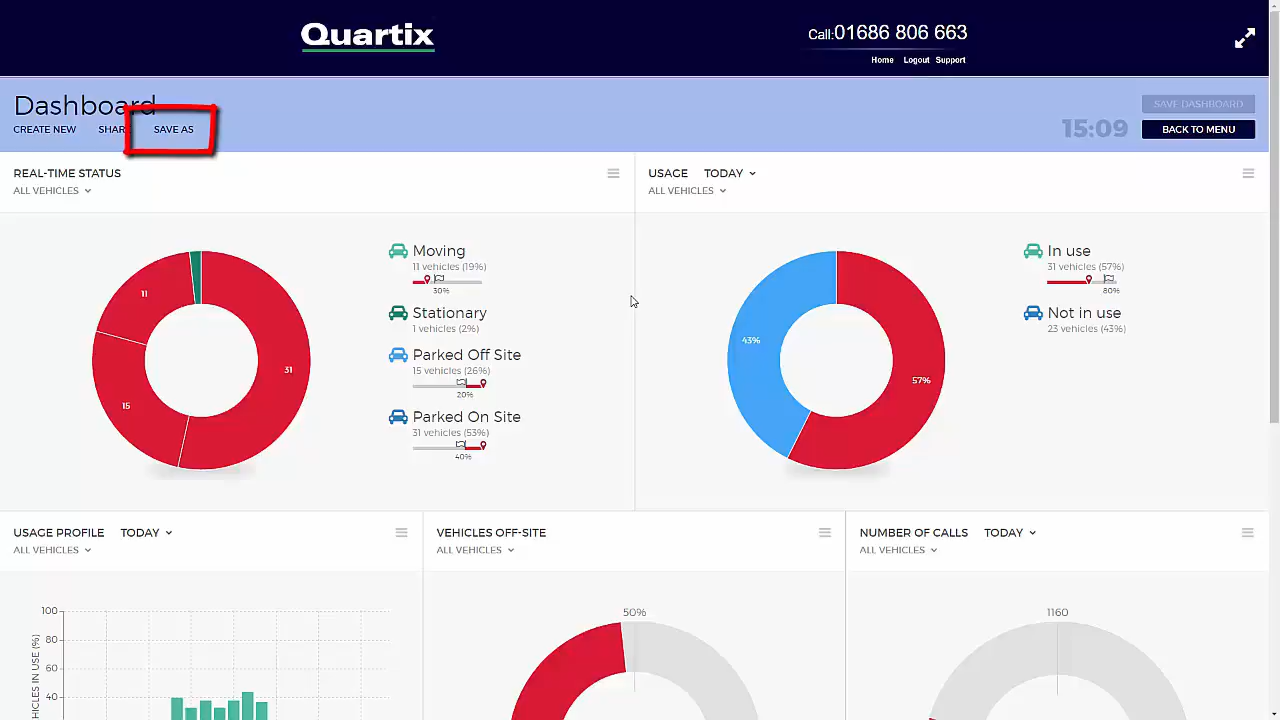 Quartix
Call:01686 806 663
Home Logout Support
Dashboard
CREATE NEW SHAR SAVE AS
15:09
SAVE DASHBOARD
BACK TO MENU
REAL-TIME STATUS
ALL VEHICLES
11
31
15
Moving
11 vehicles (19%)
30%
Stationary
1 vehicles (2%)
Parked Off Site
15 vehicles (26%)
20%
Parked On Site
31 vehicles (53%)
40%
USAGE TODAY
ALL VEHICLES
43%
57%
In use
31 vehicles (57%)
80%
Not in use
23 vehicles (43%)
USAGE PROFILE TODAY
ALL VEHICLES
100
80
60
40
VEHICLES IN USE (%)
VEHICLES OFF-SITE
ALL VEHICLES
50%
NUMBER OF CALLS TODAY
ALL VEHICLES
1160